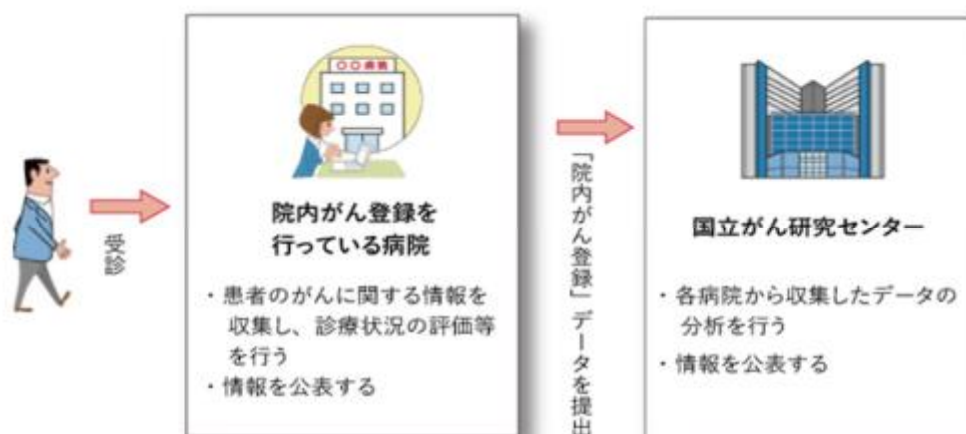 受診
〇〇病院
院内がん登録を
行っている病院
・患者のがんに関する情報を
収集し、診療状況の評価等
を行う
・情報を公表する
「院内がん登録」データを提出
国立がん研究センター
・各病院から収集したデータの
分析を行う
・情報を公表する